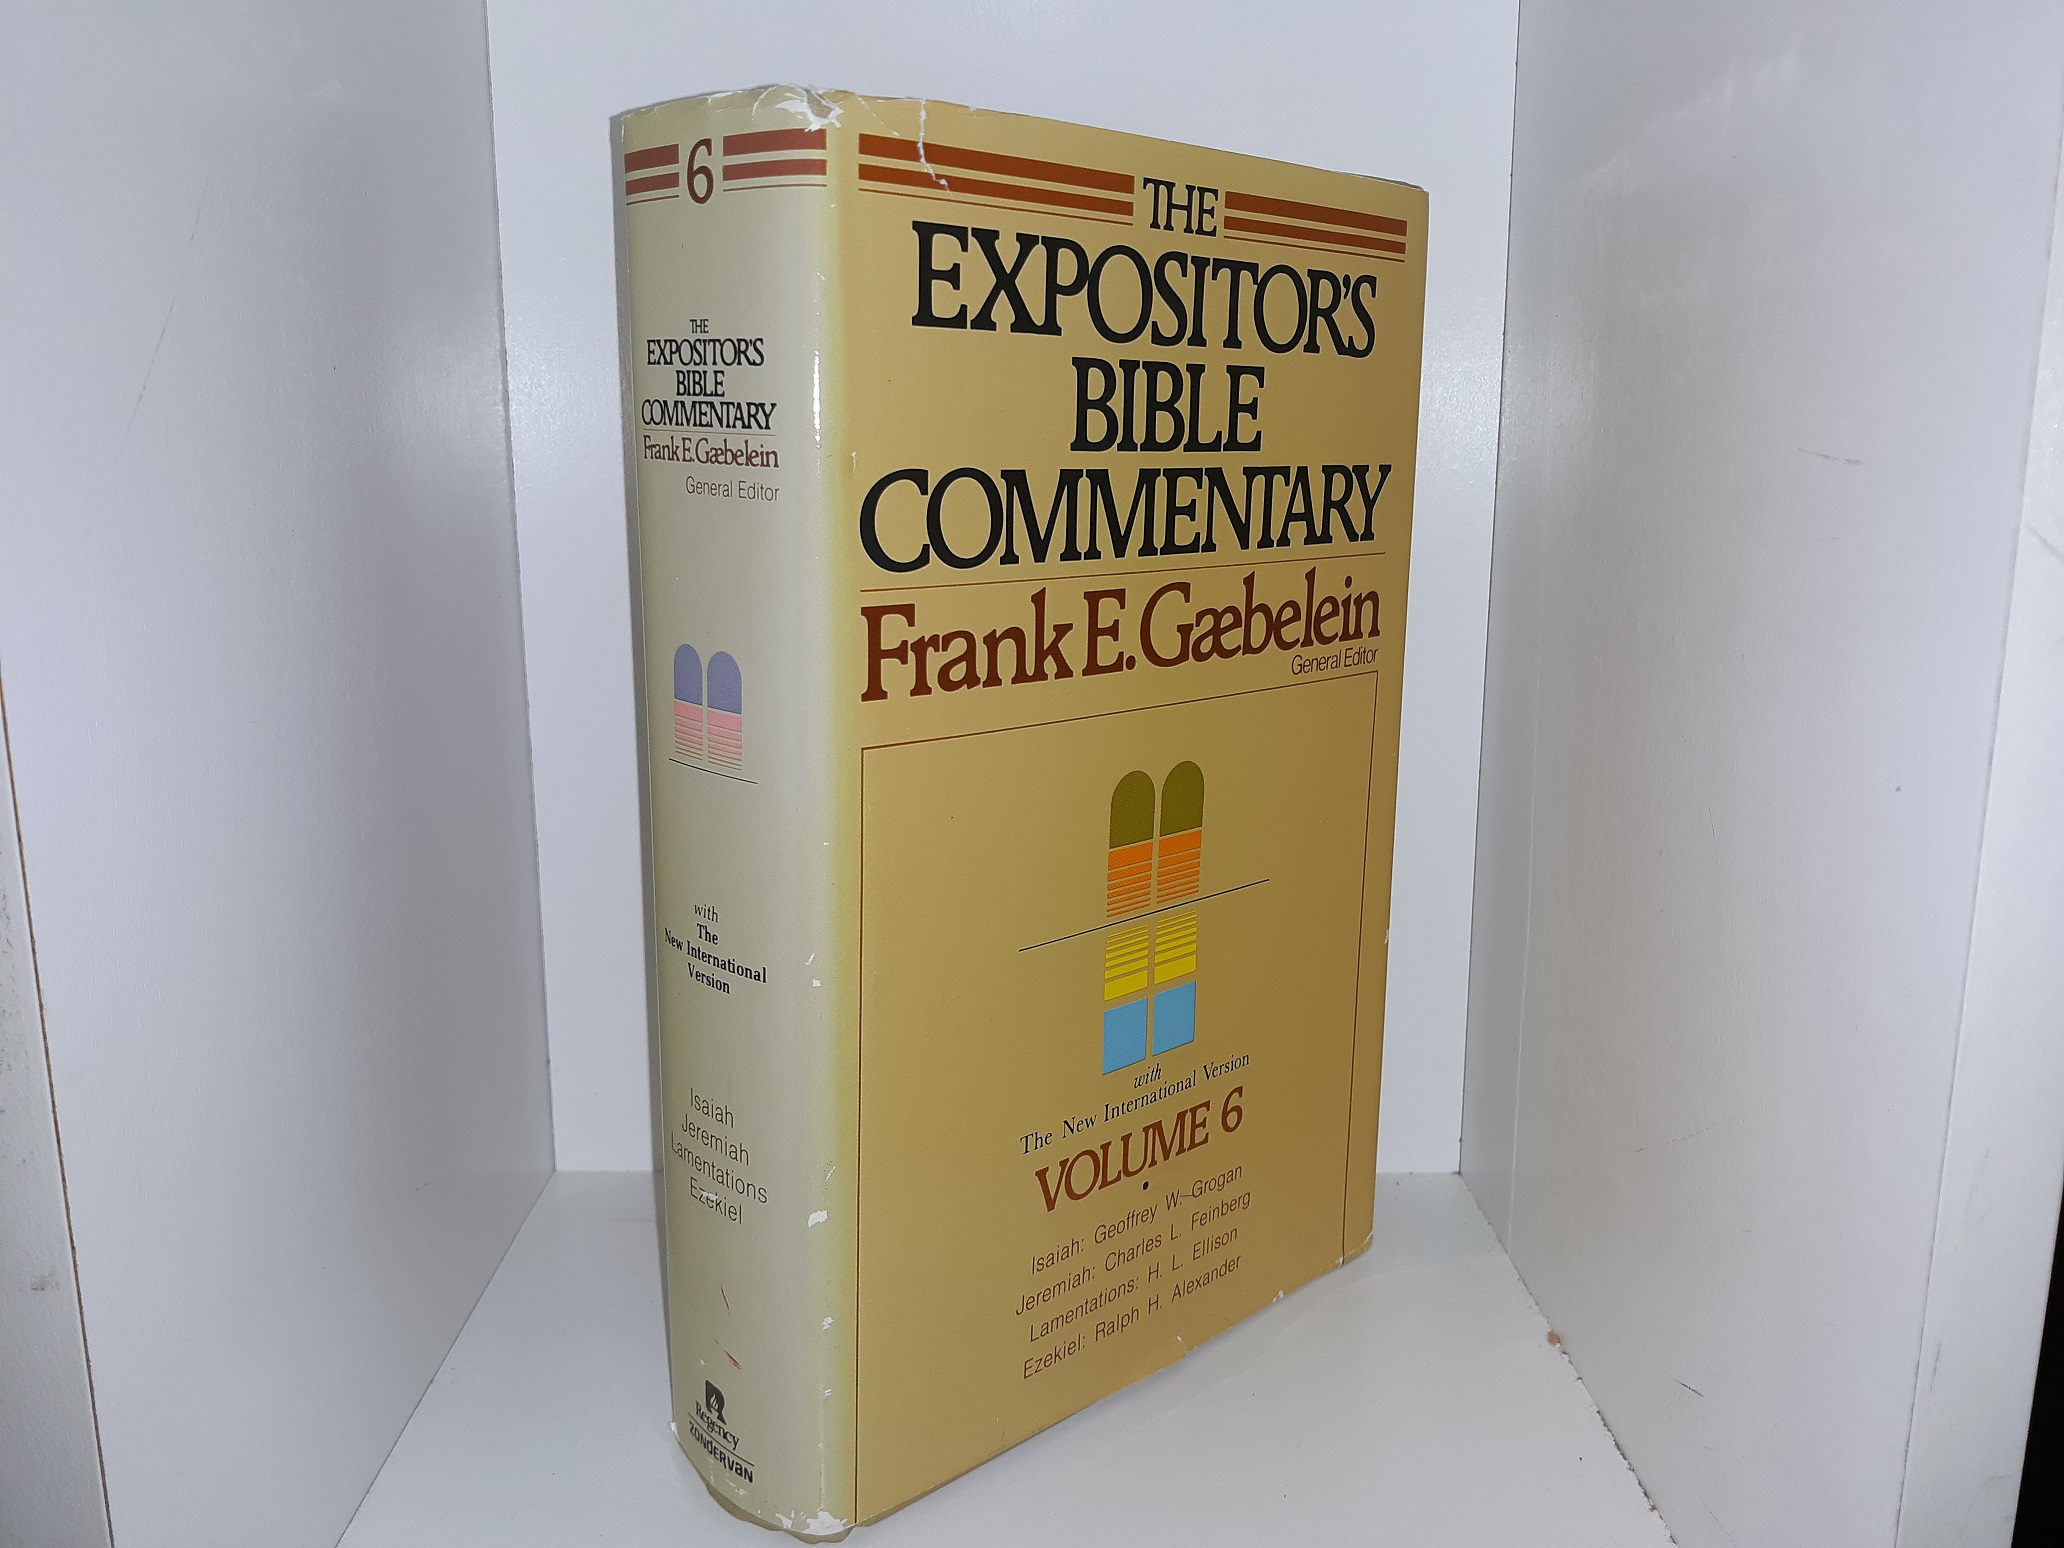 6
THE
EXPOSITOR'S
BIBLE
COMMENTARY
Frank E. Gæbelein
General Editor
with
The
New International
Version
Isaiah
Jeremiah
Lamentations
Ezekiel
Regency
ZONDERVAN
THE
EXPOSITOR'S
BIBLE
COMMENTARY
Frank E. Gæbelein
General Editor
with
The New International Version
VOLUME 6
Isaiah: Geoffrey W. Grogan
Jeremiah: Charles L. Feinberg
Lamentations: H. L. Ellison
Ezekiel: Ralph H. Alexander